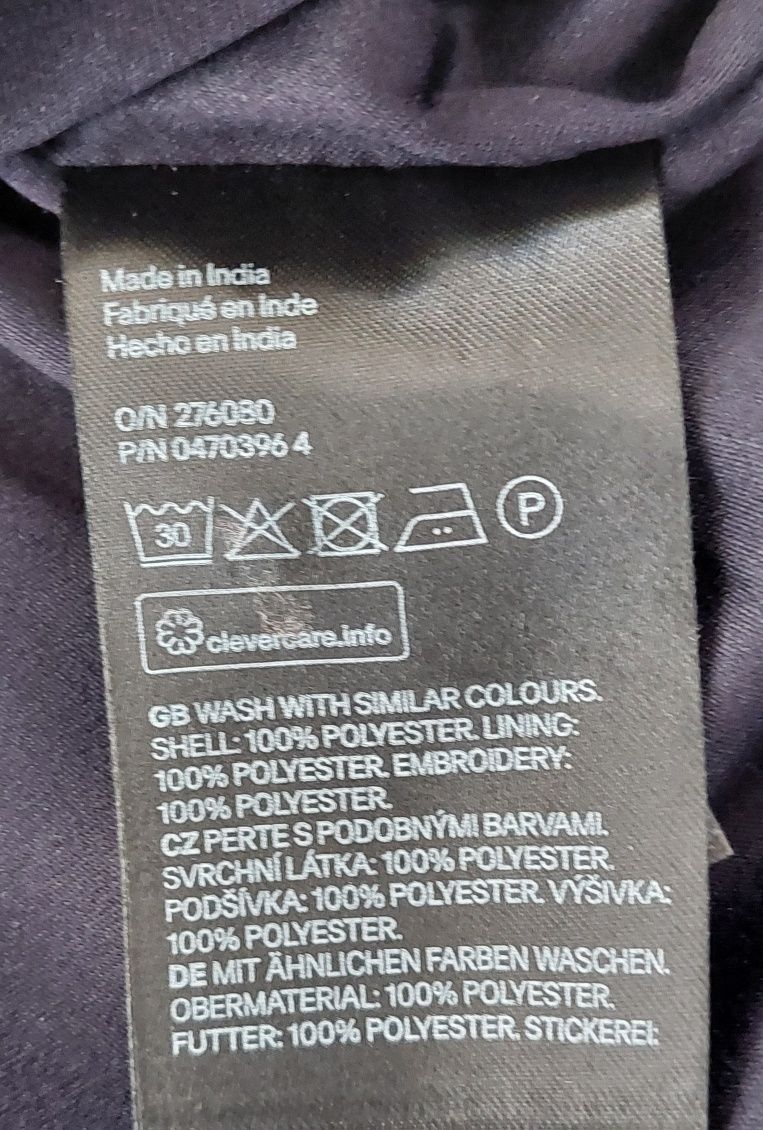 Made in India
Fabriqué en Inde
Hecho en India
O/N 276080
P/N 0470396 4
30
P
clevercare.info
GB WASH WITH SIMILAR COLOURS.
SHELL: 100% POLYESTER. LINING:
100% POLYESTER. EMBROIDERY:
100% POLYESTER.
CZ PERTE S PODOBNÝMI BARVAMI.
SVRCHNÍ LÁTKA: 100% POLYESTER.
PODŠÍVKA: 100% POLYESTER. VÝŠIVKA:
100% POLYESTER.
DE MIT ÄHNLICHEN FARBEN WASCHEN.
OBERMATERIAL: 100% POLYESTER.
FUTTER: 100% POLYESTER. STICKEREI: